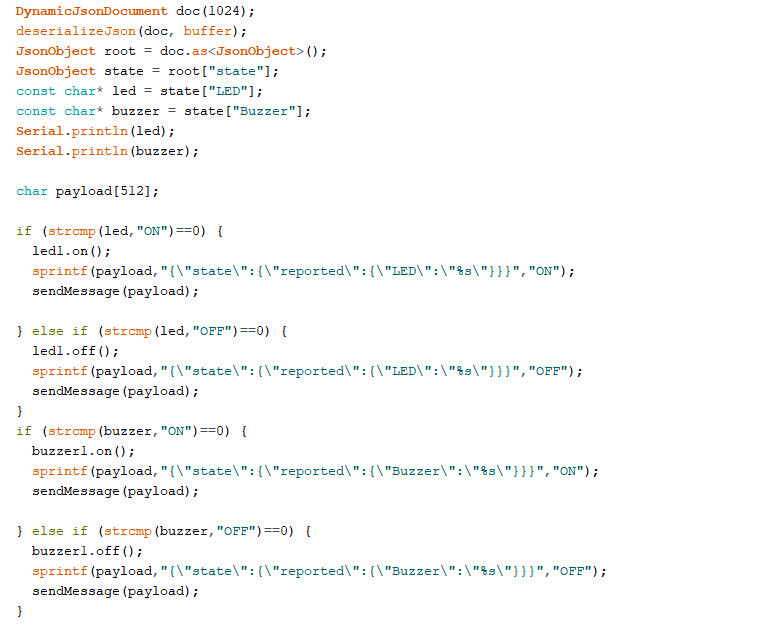 DynamicJsonDocument doc(1024);
deserializeJson(doc, buffer);
JsonObject root = doc.as<JsonObject>();
JsonObject state = root["state"];
const char* led = state["LED"];
const char* buzzer = state["Buzzer"];
Serial.println(led);
Serial.println(buzzer);

char payload[512];

if (strcmp(led,"ON")==0) {
  led1.on();
  sprintf(payload,"{\"state\":{\"reported\":{\"LED\":\"%s\"}}}","ON");
  sendMessage(payload);

} else if (strcmp(led,"OFF")==0) {
  led1.off();
  sprintf(payload,"{\"state\":{\"reported\":{\"LED\":\"%s\"}}}","OFF");
  sendMessage(payload);
}
if (strcmp(buzzer,"ON")==0) {
  buzzer1.on();
  sprintf(payload,"{\"state\":{\"reported\":{\"Buzzer\":\"%s\"}}}","ON");
  sendMessage(payload);

} else if (strcmp(buzzer,"OFF")==0) {
  buzzer1.off();
  sprintf(payload,"{\"state\":{\"reported\":{\"Buzzer\":\"%s\"}}}","OFF");
  sendMessage(payload);
}